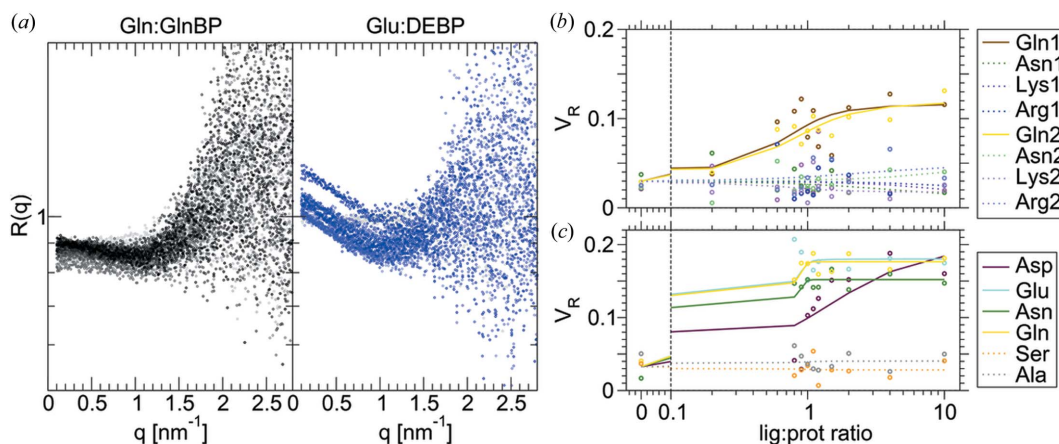 (a) Gln:GlnBP Glu:DEBP
R(q)
1
0 0.5 1 1.5 2 2.5 0 0.5 1 1.5 2 2.5
q [nm⁻¹] q [nm⁻¹]
(b)
0.2
0.1
0
V_R
Gln1
Asn1
Lys1
Arg1
Gln2
Asn2
Lys2
Arg2
(c)
0.2
0.1
0
V_R
0 0.1 1 10
lig:prot ratio
Asp
Glu
Asn
Gln
Ser
Ala